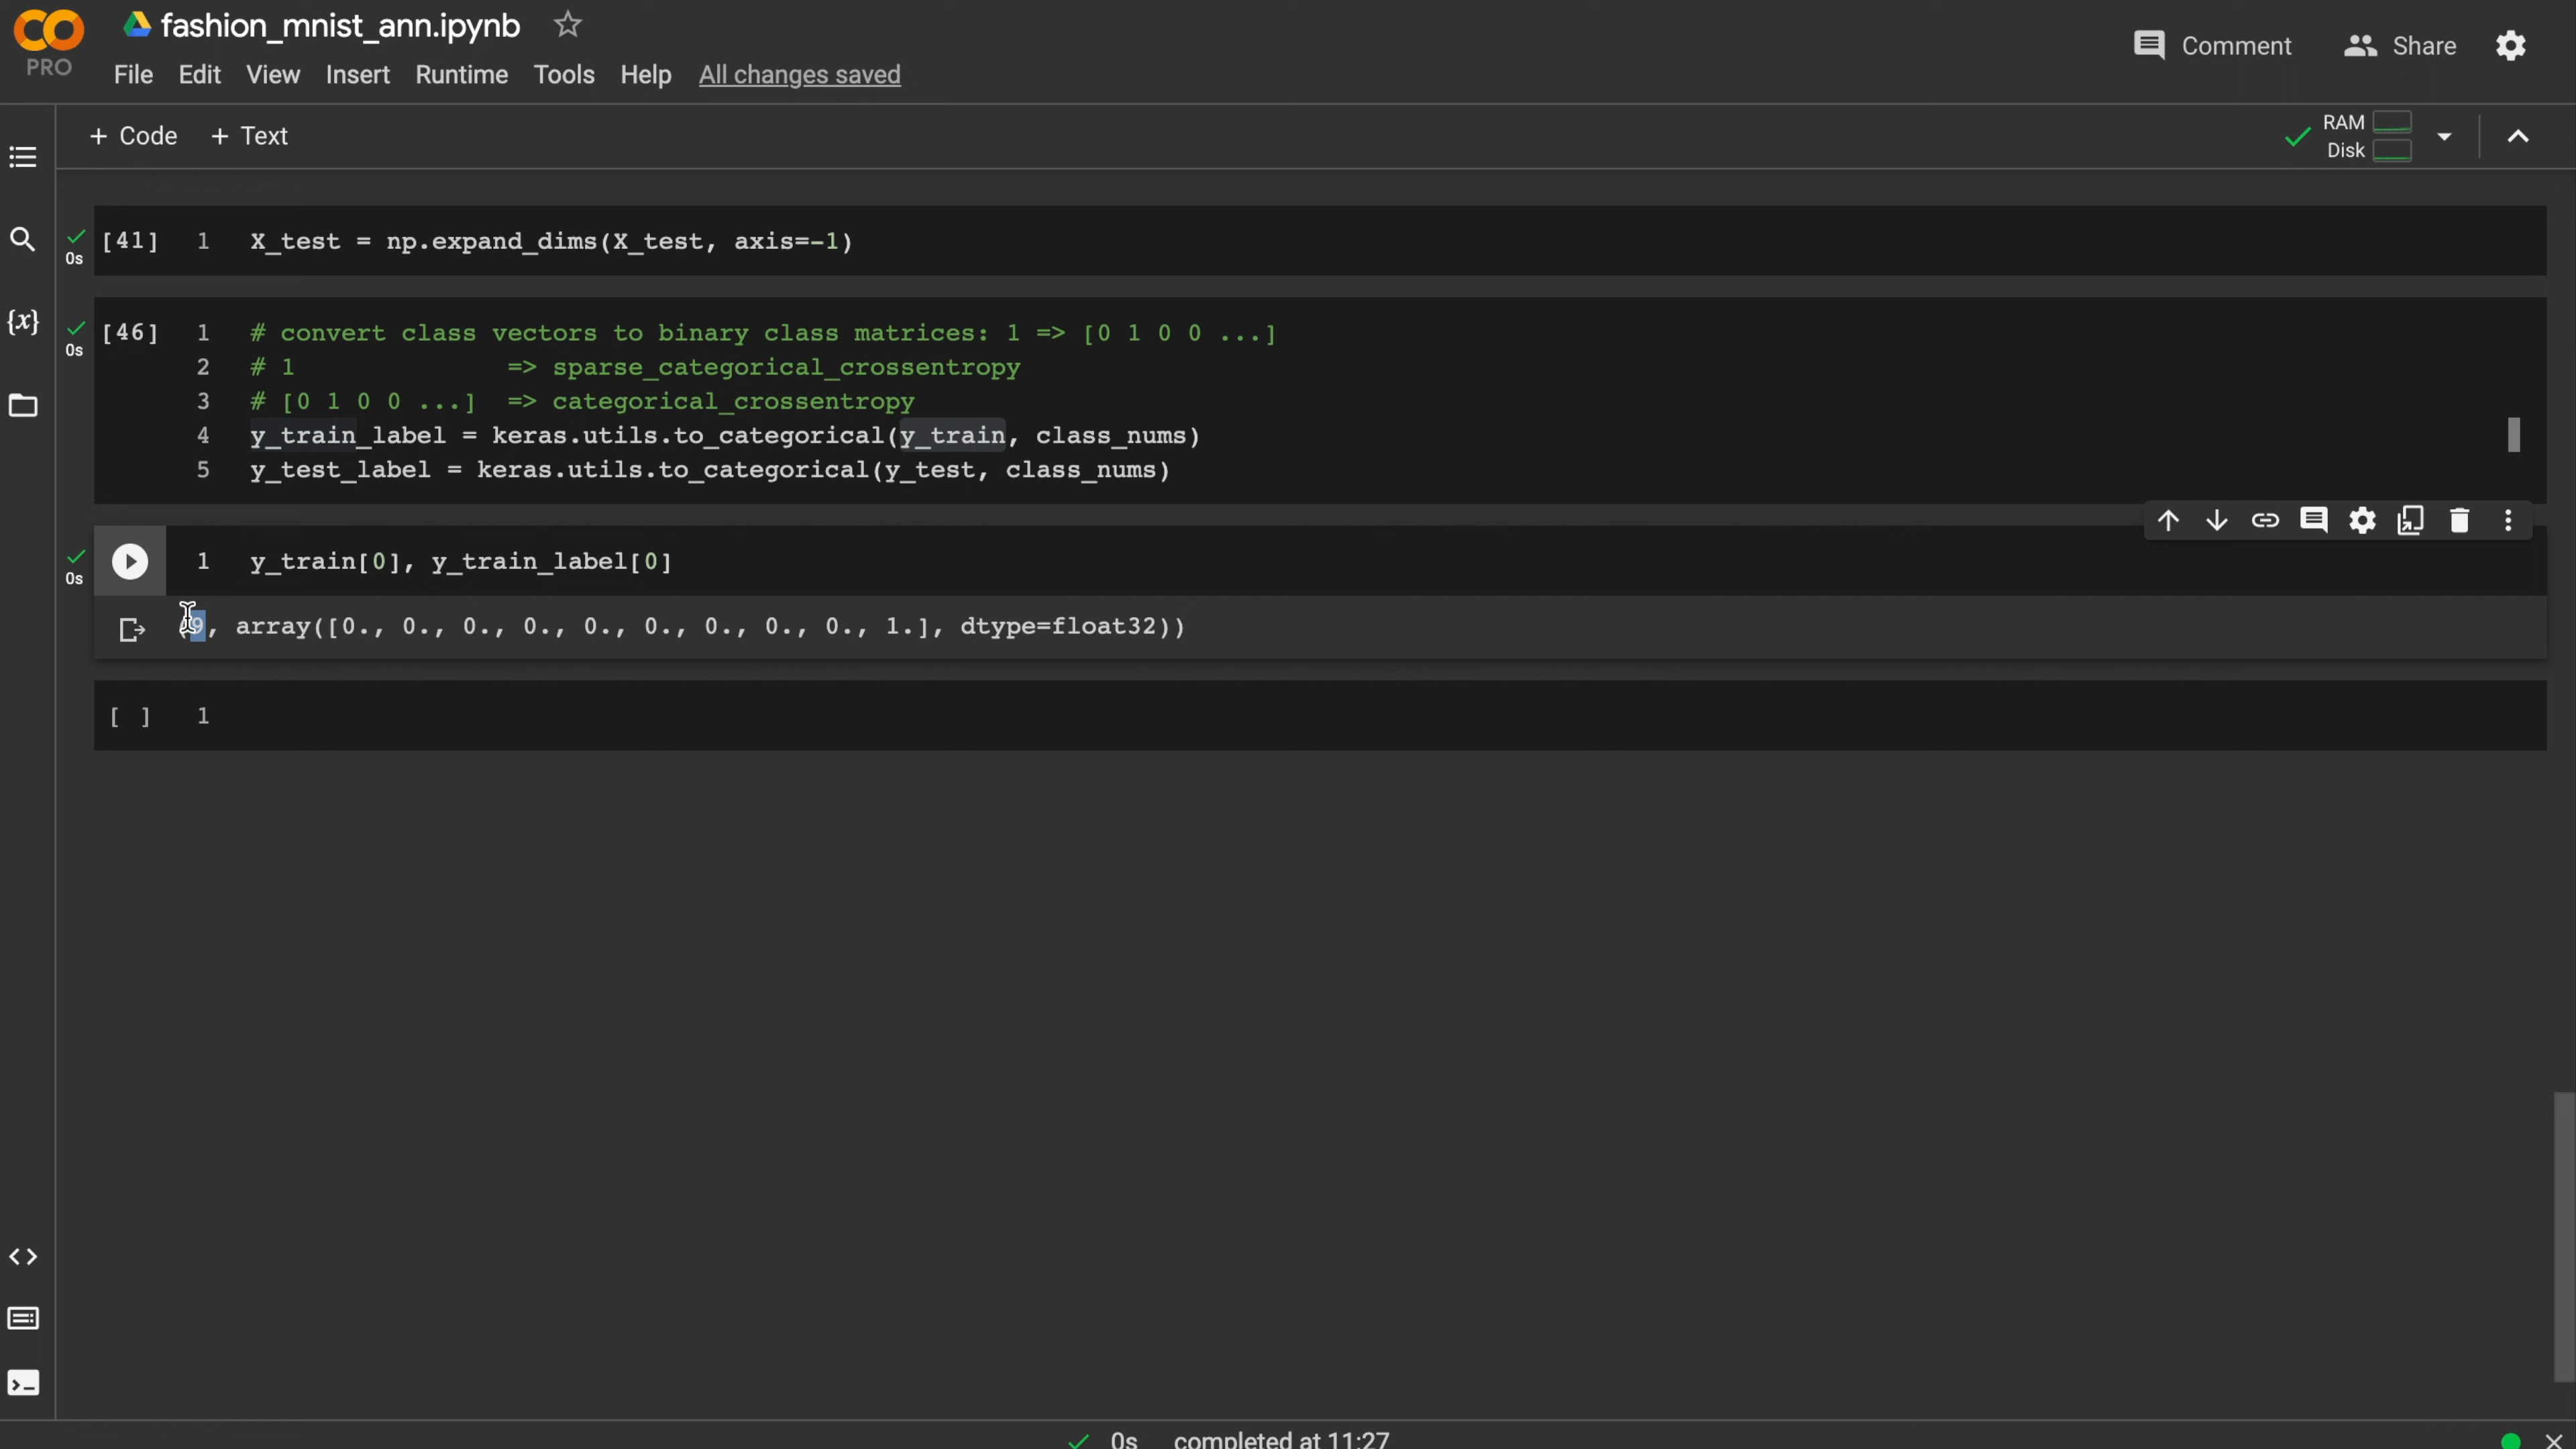 fashion_mnist_ann.ipynb
PRO
File Edit View Insert Runtime Tools Help All changes saved
Comment Share
+ Code + Text
RAM
Disk
[41] 1 X_test = np.expand_dims(X_test, axis=-1)
0s
[46] 1 # convert class vectors to binary class matrices: 1 => [0 1 0 0 ...]
0s
2 # 1 => sparse_categorical_crossentropy
3 # [0 1 0 0 ...] => categorical_crossentropy
4 y_train_label = keras.utils.to_categorical(y_train, class_nums)
5 y_test_label = keras.utils.to_categorical(y_test, class_nums)
1 y_train[0], y_train_label[0]
0s
(9, array([0., 0., 0., 0., 0., 0., 0., 0., 0., 1.], dtype=float32))
[ ] 1
0s completed at 11:27